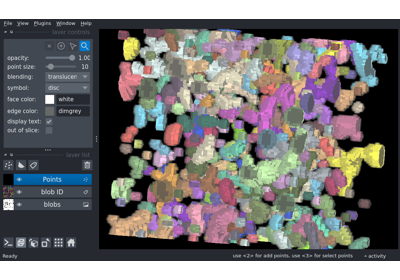 File View Plugins Window Help
layer controls
opacity: 1.00
point size: 10
blending: translucen
symbol: disc
face color: white
edge color: dimgrey
display text:
out of slice:
layer list
Points
blob ID
blobs
Ready
use <2> for add points, use <3> for select points
activity